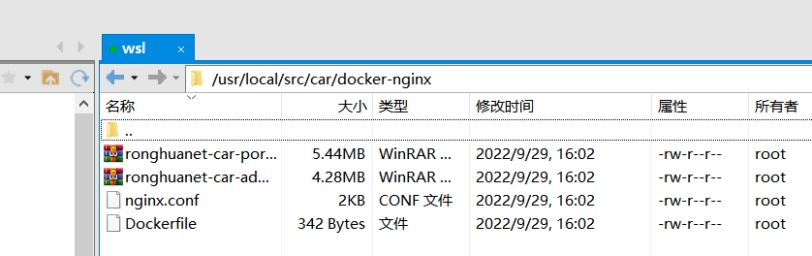 wsl ×
/usr/local/src/car/docker-nginx
名称 大小 类型 修改时间 属性 所有者
..
ronghuanet-car-por... 5.44MB WinRAR ... 2022/9/29, 16:02 -rw-r--r-- root
ronghuanet-car-ad... 4.28MB WinRAR ... 2022/9/29, 16:02 -rw-r--r-- root
nginx.conf 2KB CONF 文件 2022/9/29, 16:02 -rw-r--r-- root
Dockerfile 342 Bytes 文件 2022/9/29, 16:02 -rw-r--r-- root